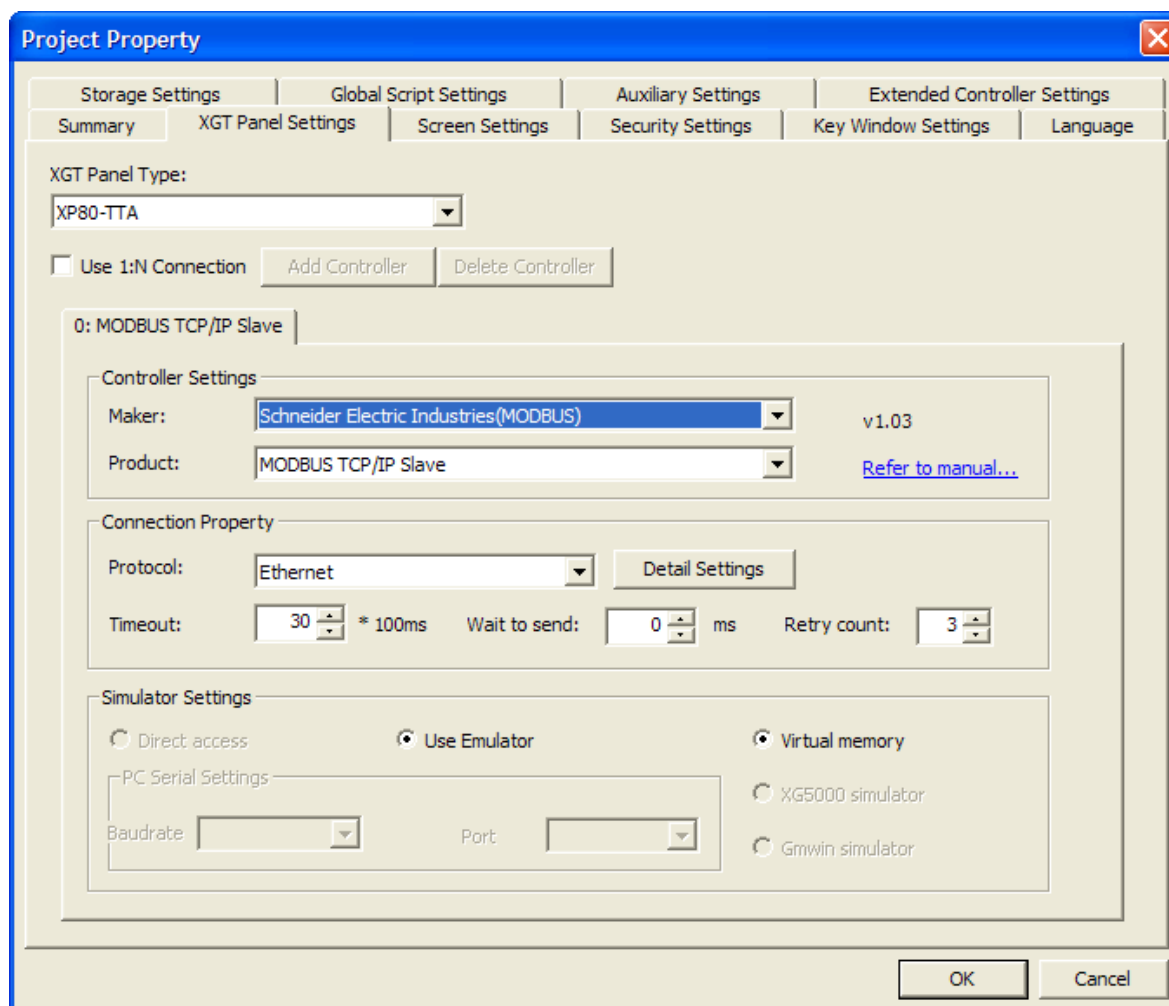 Project Property
Storage Settings Global Script Settings Auxiliary Settings Extended Controller Settings
Summary XGT Panel Settings Screen Settings Security Settings Key Window Settings Language
XGT Panel Type:
XP80-TTA
Use 1:N Connection Add Controller Delete Controller
0: MODBUS TCP/IP Slave
Controller Settings
Maker: Schneider Electric Industries(MODBUS) v1.03
Product: MODBUS TCP/IP Slave Refer to manual...
Connection Property
Protocol: Ethernet Detail Settings
Timeout: 30 * 100ms Wait to send: 0 ms Retry count: 3
Simulator Settings
Direct access Use Emulator Virtual memory
PC Serial Settings
XG5000 simulator
Baudrate Port
Gmwin simulator
OK Cancel